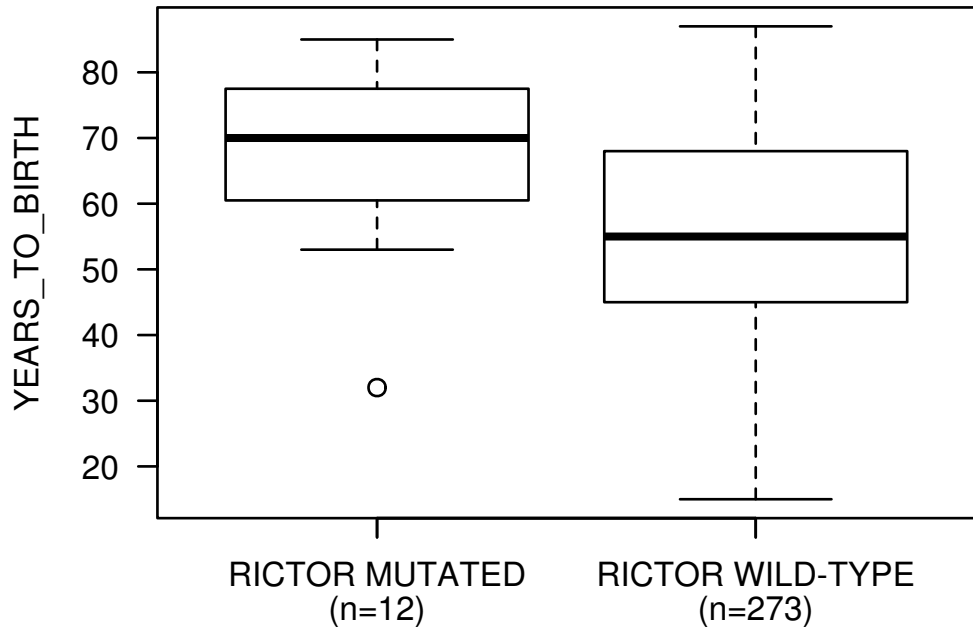 YEARS_TO_BIRTH
80
70
60
50
40
30
20
RICTOR MUTATED
(n=12)
RICTOR WILD-TYPE
(n=273)